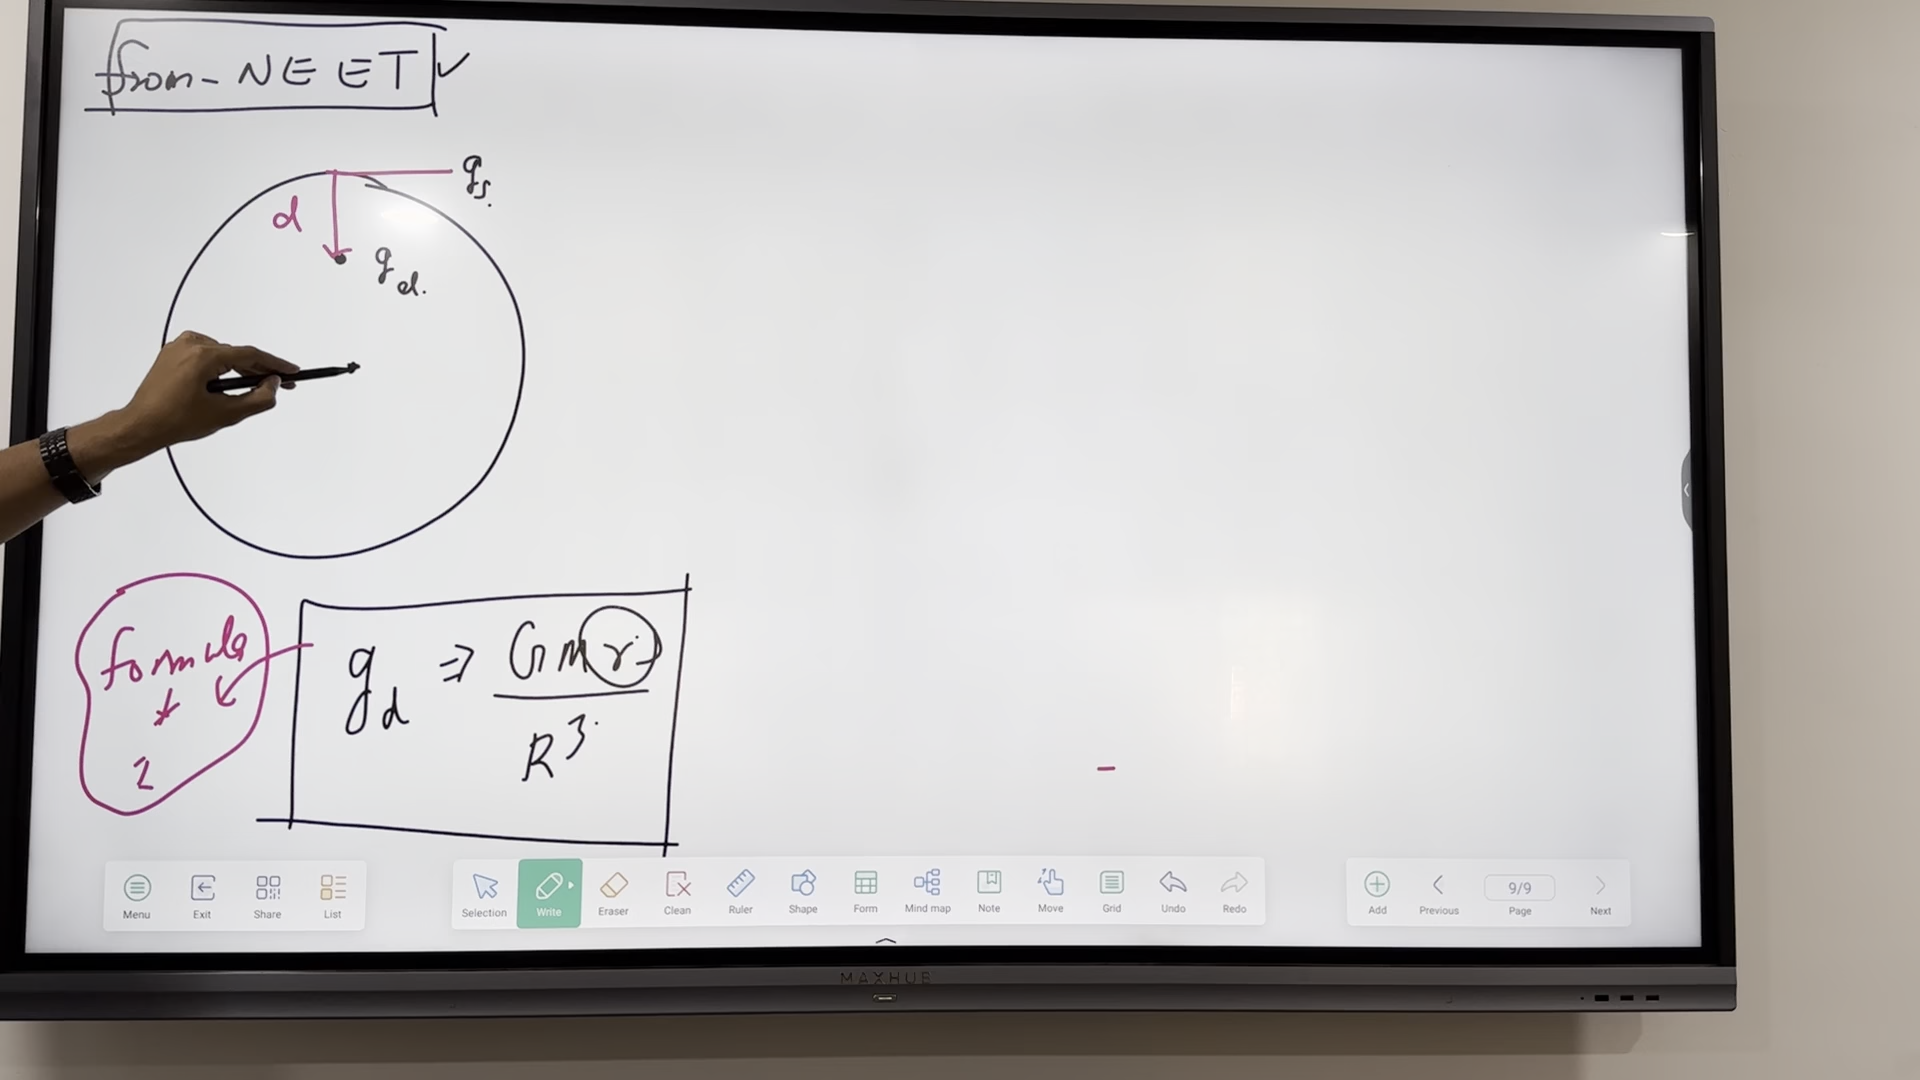 from - NEET ✓
gs.
d
gd.
formula
2
gd ⇒ GMr
R³
Menu
Exit
Share
List
Selection
Write
Eraser
Clean
Ruler
Shape
Form
Mind map
Note
Move
Grid
Undo
Redo
Add
Previous
9/9
Page
Next
MAXHUB